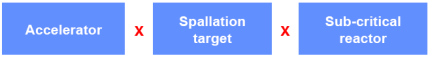 Accelerator X Spallation target X Sub-critical reactor